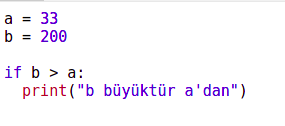 a = 33
b = 200

if b > a:
  print("b büyüktür a'dan")